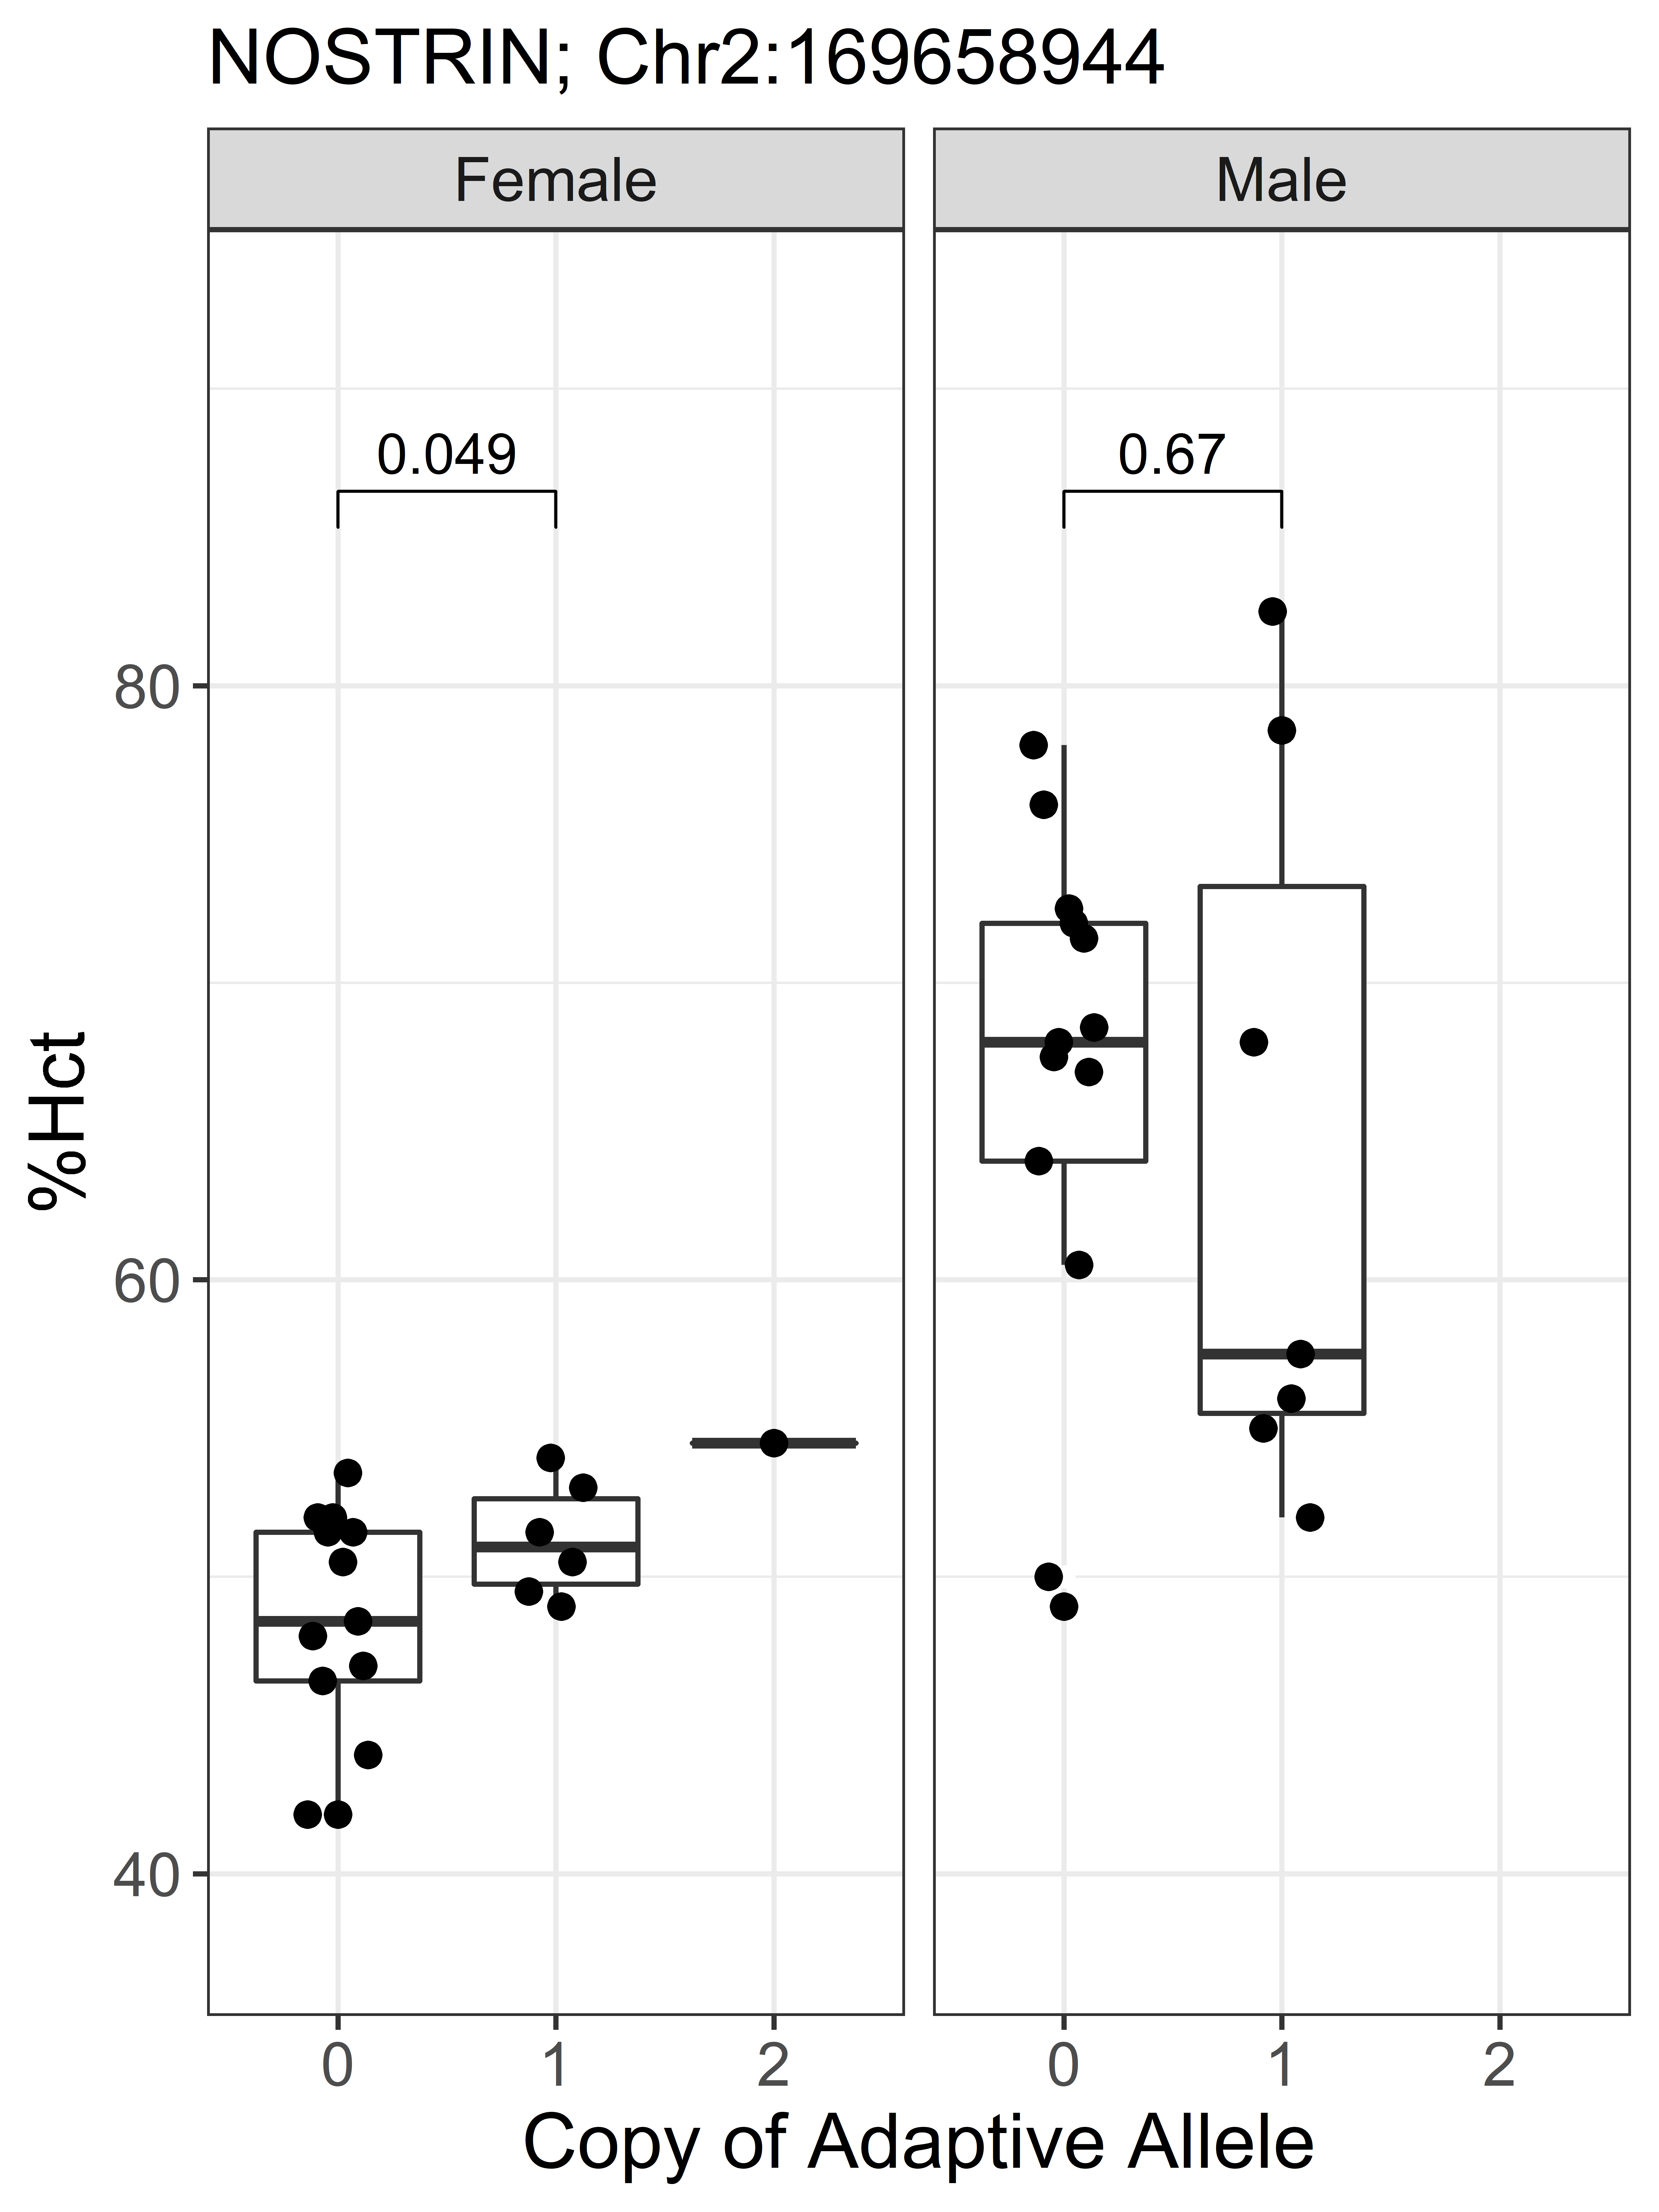 NOSTRIN; Chr2:169658944
Female
Male
0.049
0.67
80
60
40
%Hct
0 1 2
0 1 2
Copy of Adaptive Allele